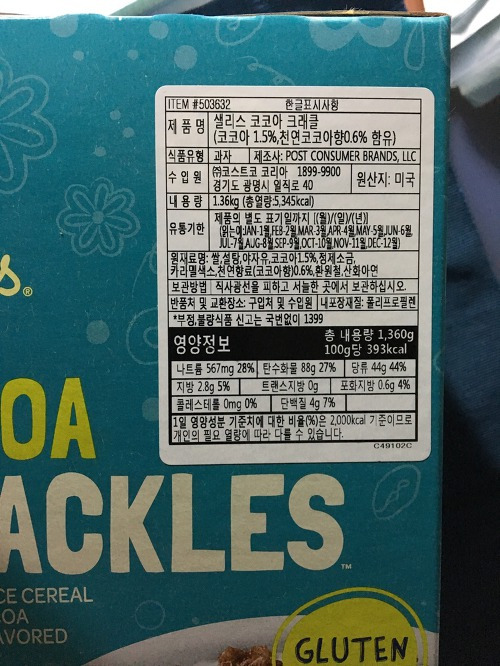 ITEM #503632 한글표시사항
제 품 명 샐리스 코코아 크래클
(코코아 1.5%,천연코코아향0.6% 함유)
식품유형 과자 제조사: POST CONSUMER BRANDS, LLC
수 입 원 ㈜코스트코 코리아 1899-9900
경기도 광명시 일직로 40
원산지: 미국
내 용 량 1.36kg (총열량:5,345kcal)
유통기한 제품의 별도 표기일까지 [(월)/(일)/(년)]
(읽는어:JAN-1월,FEB-2월,MAR-3월,APR-4월,MAY-5월,JUN-6월,
JUL-7월,AUG-8월,SEP-9월,OCT-10월,NOV-11월,DEC-12월)
원재료명: 쌀,설탕,야자유,코코아1.5%,정제소금,
카라멜색소,천연향료(코코아향)0.6%,환원철,산화아연
보관방법 직사광선을 피하고 서늘한 곳에서 보관하십시오.
반품처 및 교환장소: 구입처 및 수입원 내포장재질: 폴리프로필렌
*부정,불량식품 신고는 국번없이 1399
영양정보 총 내용량 1,360g
100g당 393kcal
나트륨 567mg 28% 탄수화물 88g 27% 당류 44g 44%
지방 2.8g 5% 트랜스지방 0g 포화지방 0.6g 4%
콜레스테롤 0mg 0% 단백질 4g 7%
1일 영양성분 기준치에 대한 비율(%)은 2,000kcal 기준이므로
개인의 필요 열량에 따라 다를 수 있습니다.
C49102C
s®
OA
ACKLES™
CE CEREAL
OA
AVORED
GLUTEN